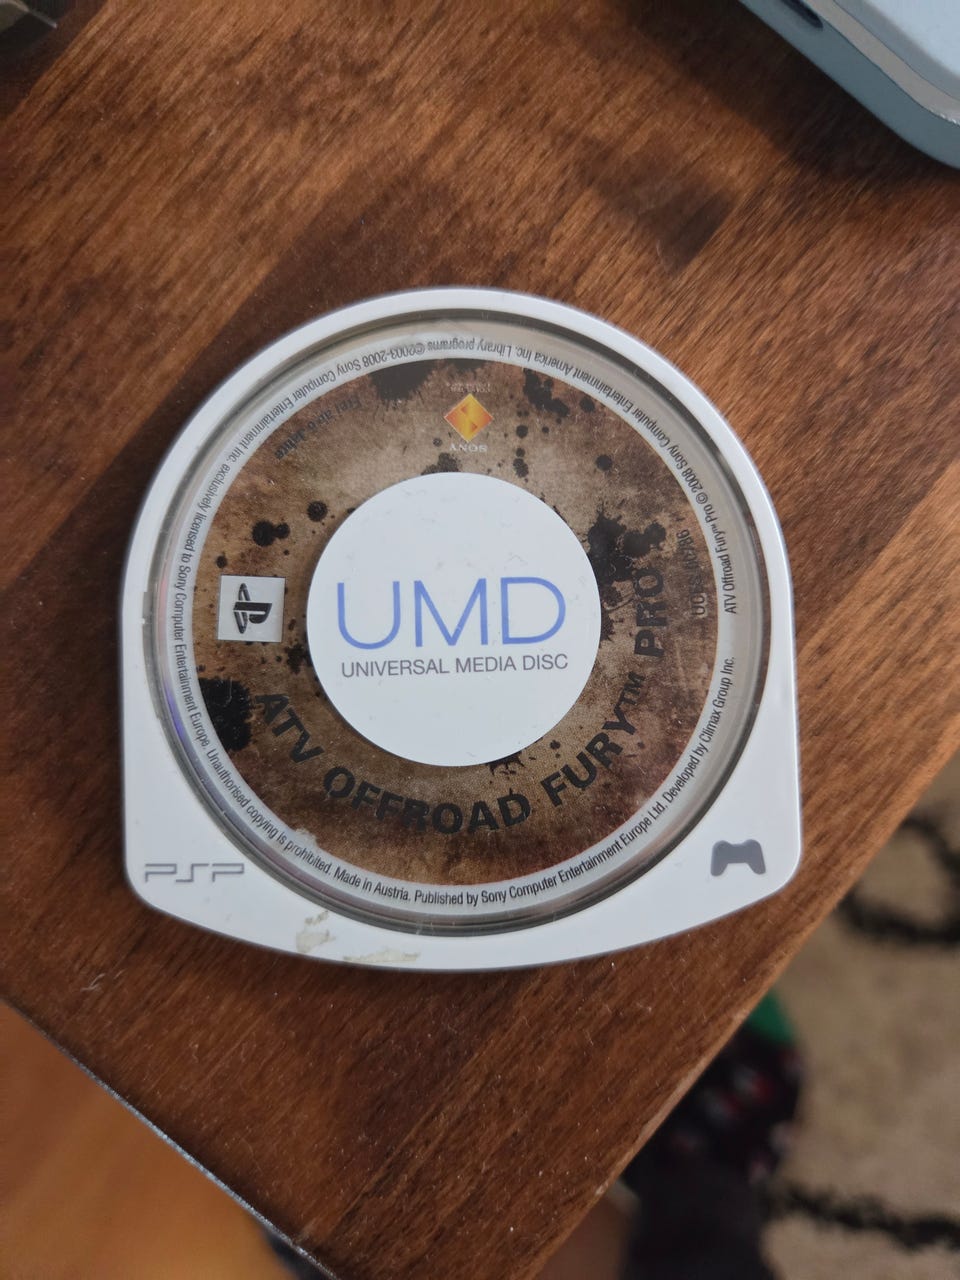 UMD
UNIVERSAL MEDIA DISC
ATV OFFROAD FURY™ PRO
SONY
PSP
ATV Offroad Fury™ Pro © 2008 Sony Computer Entertainment America Inc. Library programs ©2003-2008 Sony Computer Entertainment Inc. exclusively licensed to Sony Computer Entertainment Europe. Unauthorised copying is prohibited. Made in Austria. Published by Sony Computer Entertainment Europe Ltd. Developed by Climax Group Inc.